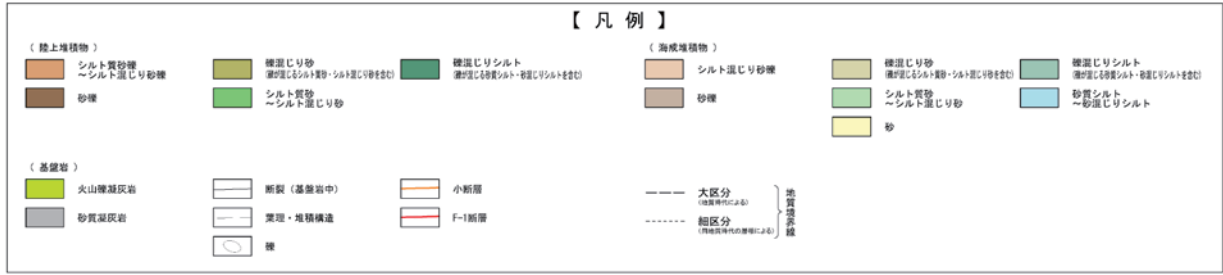 【 凡 例 】
（ 陸上堆積物 ）
シルト質砂礫
～シルト混じり砂礫
礫混じり砂
(礫が混じるシルト質砂・シルト混じり砂を含む)
礫混じりシルト
(礫が混じる砂質シルト・砂混じりシルトを含む)
砂礫
シルト質砂
～シルト混じり砂
（ 海成堆積物 ）
シルト混じり砂礫
礫混じり砂
(礫が混じるシルト質砂・シルト混じり砂を含む)
礫混じりシルト
(礫が混じる砂質シルト・砂混じりシルトを含む)
砂礫
シルト質砂
～シルト混じり砂
砂質シルト
～砂混じりシルト
砂
（ 基盤岩 ）
火山礫凝灰岩
断裂（基盤岩中）
小断層
砂質凝灰岩
葉理・堆積構造
F-1断層
礫
大区分
(地質時代による)
細区分
(同地質時代の層相による)
地質境界線